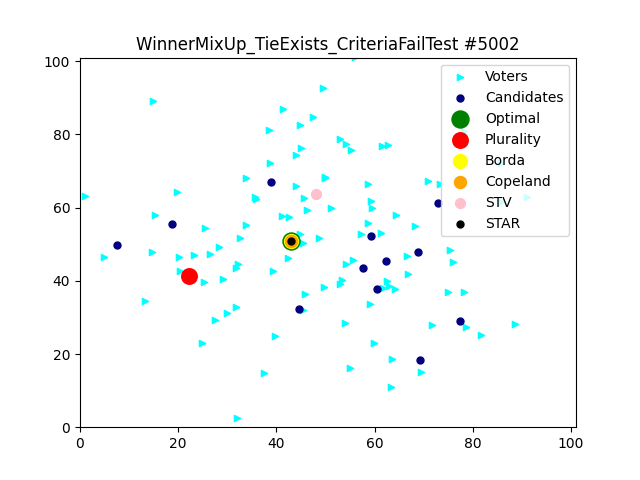 WinnerMixUp_TieExists_CriteriaFailTest #5002
100
80
60
40
20
0
0
20
40
60
80
100
Voters
Candidates
Optimal
Plurality
Borda
Copeland
STV
STAR